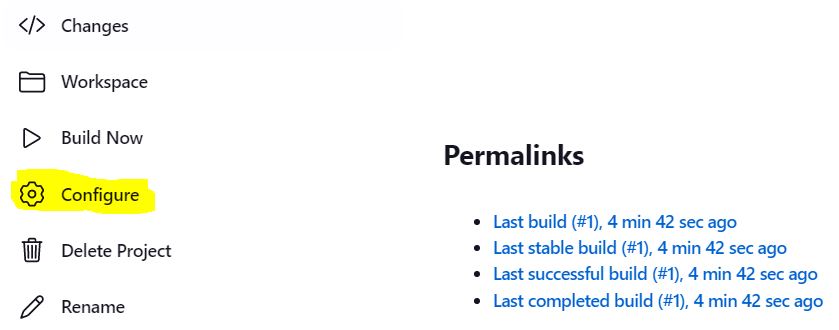 Changes
Workspace
Build Now
Configure
Delete Project
Rename
Permalinks
Last build (#1), 4 min 42 sec ago
Last stable build (#1), 4 min 42 sec ago
Last successful build (#1), 4 min 42 sec ago
Last completed build (#1), 4 min 42 sec ago